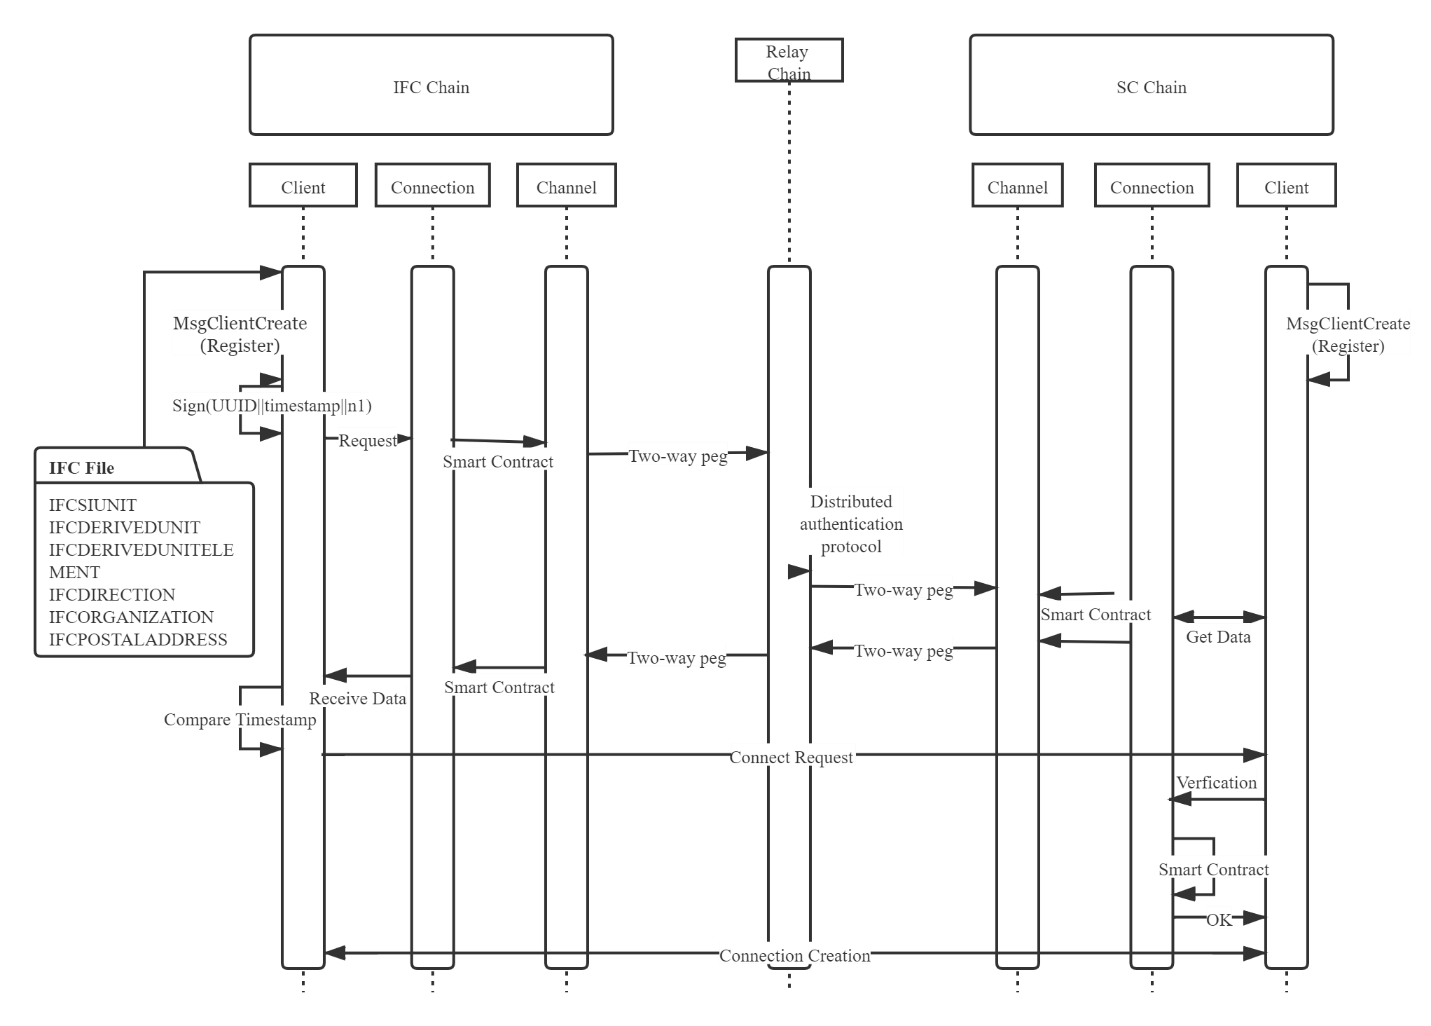 Relay
Chain
IFC Chain
SC Chain
Client
Connection
Channel
Channel
Connection
Client
MsgClientCreate
(Register)
MsgClientCreate
(Register)
Sign(UUID||timestamp||n1)
Request
Smart Contract
Two-way peg
IFC File
IFCSIUNIT
IFCDERIVEDUNIT
IFCDERIVEDUNITELE
MENT
IFCDIRECTION
IFCORGANIZATION
IFCPOSTALADDRESS
Distributed
authentication
protocol
Two-way peg
Smart Contract
Get Data
Two-way peg
Two-way peg
Smart Contract
Receive Data
Compare Timestamp
Connect Request
Verfication
Smart Contract
OK
Connection Creation